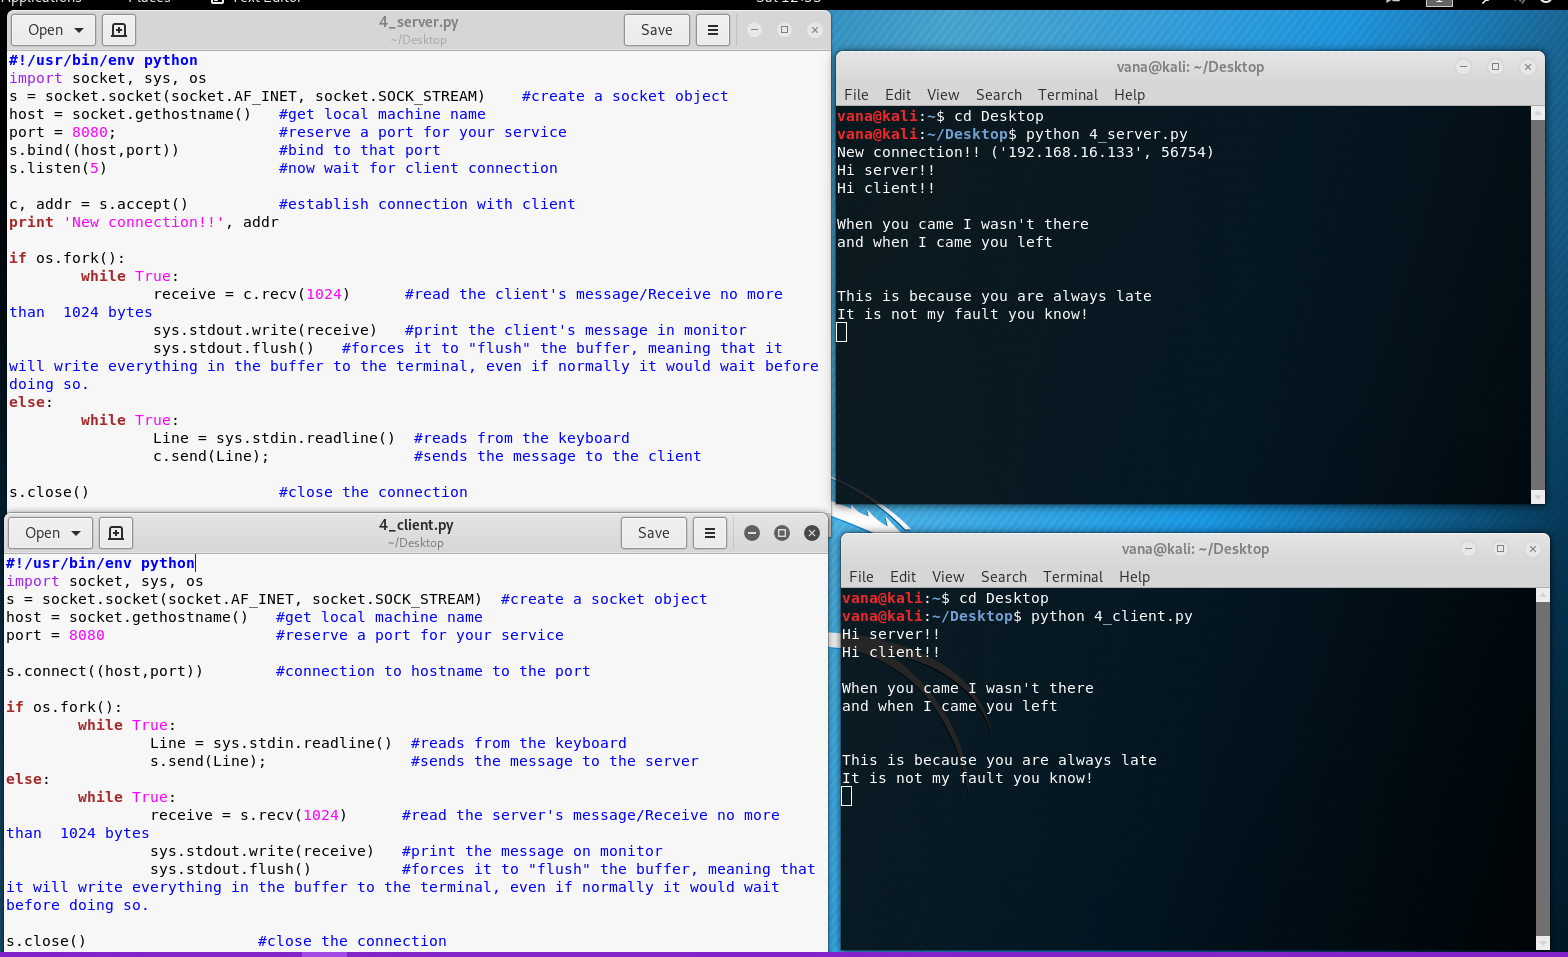 Applications    Places    Text Editor    Sat 12:53    1
Open    4_server.py    Save
~/Desktop
#!/usr/bin/env python
import socket, sys, os
s = socket.socket(socket.AF_INET, socket.SOCK_STREAM)    #create a socket object
host = socket.gethostname()   #get local machine name
port = 8080;                  #reserve a port for your service
s.bind((host,port))           #bind to that port
s.listen(5)                   #now wait for client connection
c, addr = s.accept()          #establish connection with client
print 'New connection!!', addr
if os.fork():
        while True:
                receive = c.recv(1024)      #read the client's message/Receive no more
than  1024 bytes
                sys.stdout.write(receive)   #print the client's message in monitor
                sys.stdout.flush()   #forces it to "flush" the buffer, meaning that it
will write everything in the buffer to the terminal, even if normally it would wait before
doing so.
else:
        while True:
                Line = sys.stdin.readline()  #reads from the keyboard
                c.send(Line);                #sends the message to the client
s.close()                     #close the connection
Open    4_client.py    Save
~/Desktop
#!/usr/bin/env python
import socket, sys, os
s = socket.socket(socket.AF_INET, socket.SOCK_STREAM)  #create a socket object
host = socket.gethostname()   #get local machine name
port = 8080                   #reserve a port for your service
s.connect((host,port))        #connection to hostname to the port
if os.fork():
        while True:
                Line = sys.stdin.readline()  #reads from the keyboard
                s.send(Line);                #sends the message to the server
else:
        while True:
                receive = s.recv(1024)      #read the server's message/Receive no more
than  1024 bytes
                sys.stdout.write(receive)   #print the message on monitor
                sys.stdout.flush()          #forces it to "flush" the buffer, meaning that
it will write everything in the buffer to the terminal, even if normally it would wait
before doing so.
s.close()                   #close the connection
vana@kali: ~/Desktop
File  Edit  View  Search  Terminal  Help
vana@kali:~$ cd Desktop
vana@kali:~/Desktop$ python 4_server.py
New connection!! ('192.168.16.133', 56754)
Hi server!!
Hi client!!
When you came I wasn't there
and when I came you left
This is because you are always late
It is not my fault you know!
vana@kali: ~/Desktop
File  Edit  View  Search  Terminal  Help
vana@kali:~$ cd Desktop
vana@kali:~/Desktop$ python 4_client.py
Hi server!!
Hi client!!
When you came I wasn't there
and when I came you left
This is because you are always late
It is not my fault you know!